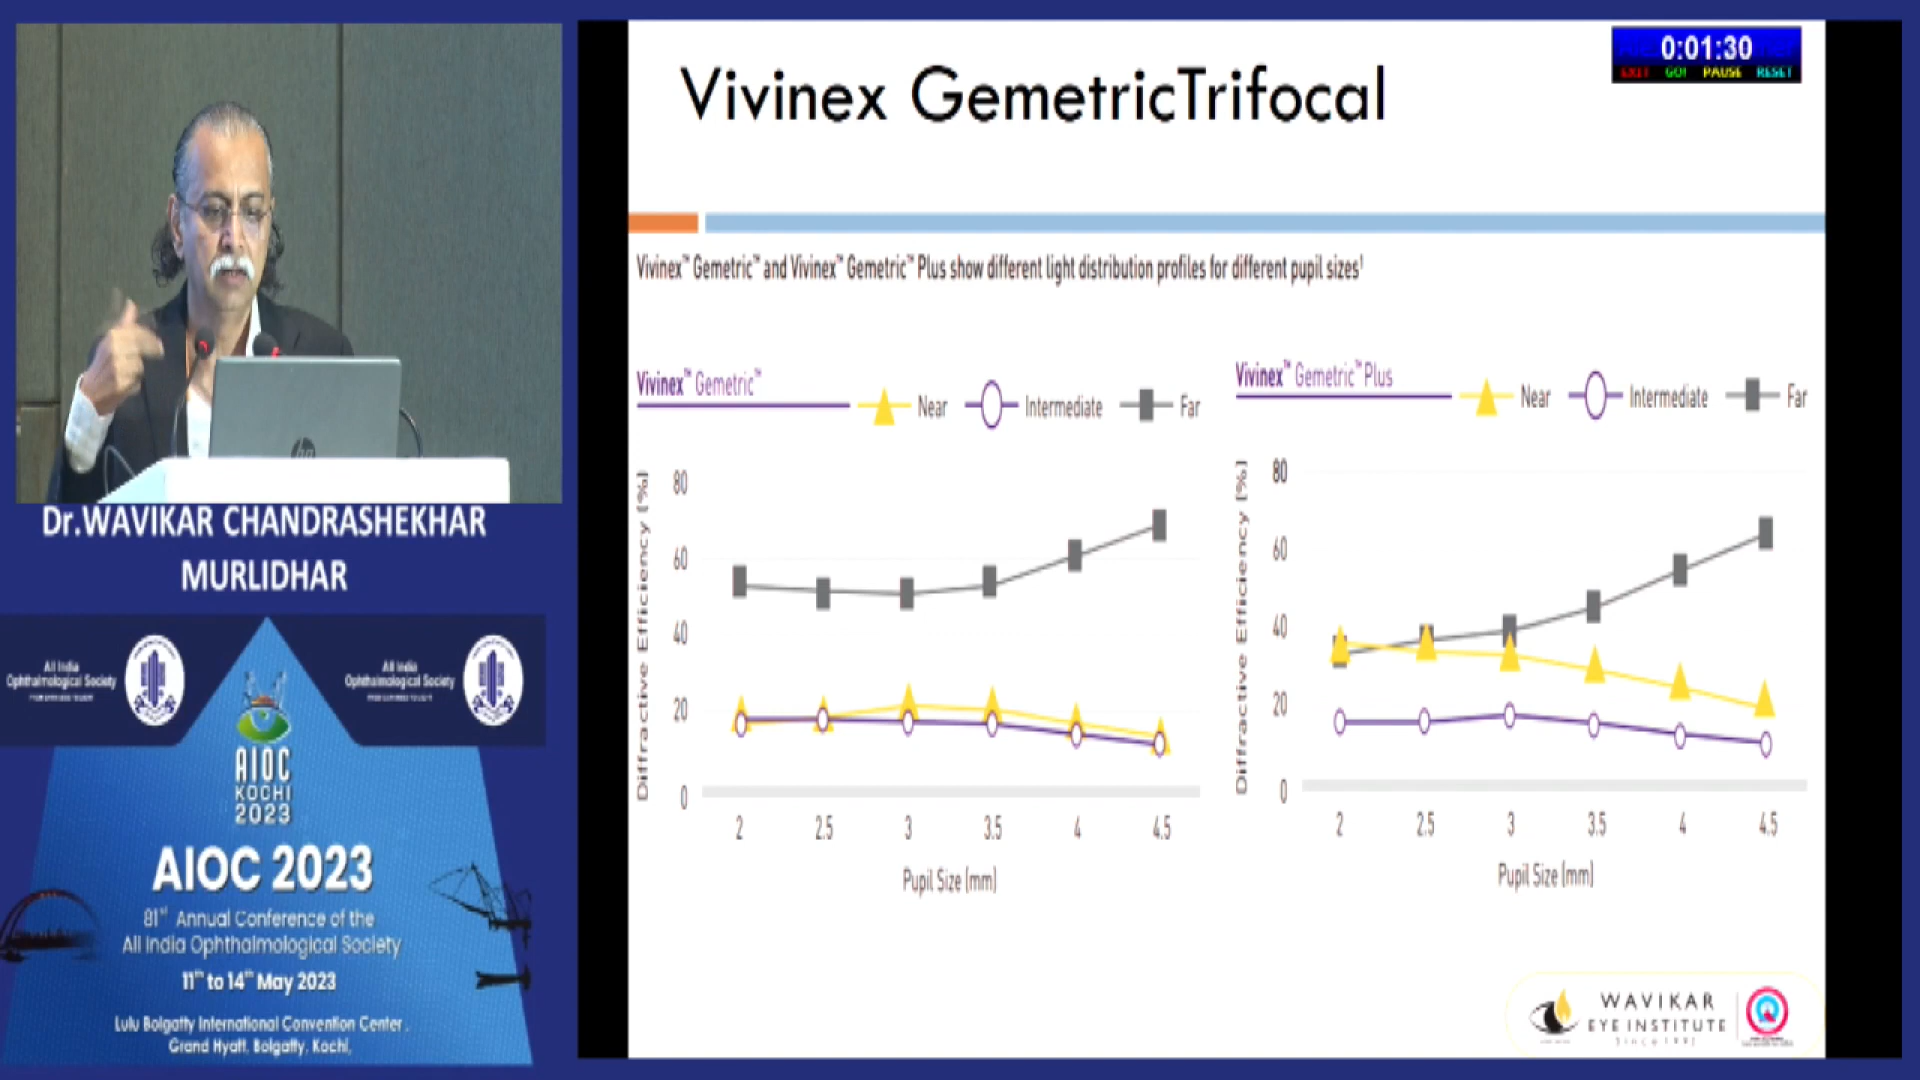 Vivinex GemetricTrifocal
0:01:30
EXIT GO! PAUSE RESET
Vivinex™ Gemetric™ and Vivinex™ Gemetric™ Plus show different light distribution profiles for different pupil sizes¹
Vivinex™ Gemetric™
Near Intermediate Far
Diffractive Efficiency (%)
80
60
40
20
0
2 2.5 3 3.5 4 4.5
Pupil Size (mm)
Vivinex™ Gemetric™ Plus
Near Intermediate Far
Diffractive Efficiency (%)
80
60
40
20
0
2 2.5 3 3.5 4 4.5
Pupil Size (mm)
WAVIKAR
EYE INSTITUTE
hp
Dr.WAVIKAR CHANDRASHEKHAR
MURLIDHAR
All India
Ophthalmological Society
All India
Ophthalmological Society
AIOC
KOCHI
2023
AIOC 2023
81st Annual Conference of the
All India Ophthalmological Society
11th to 14th May 2023
Lulu Bolgatty International Convention Center,
Grand Hyatt, Bolgatty, Kochi,